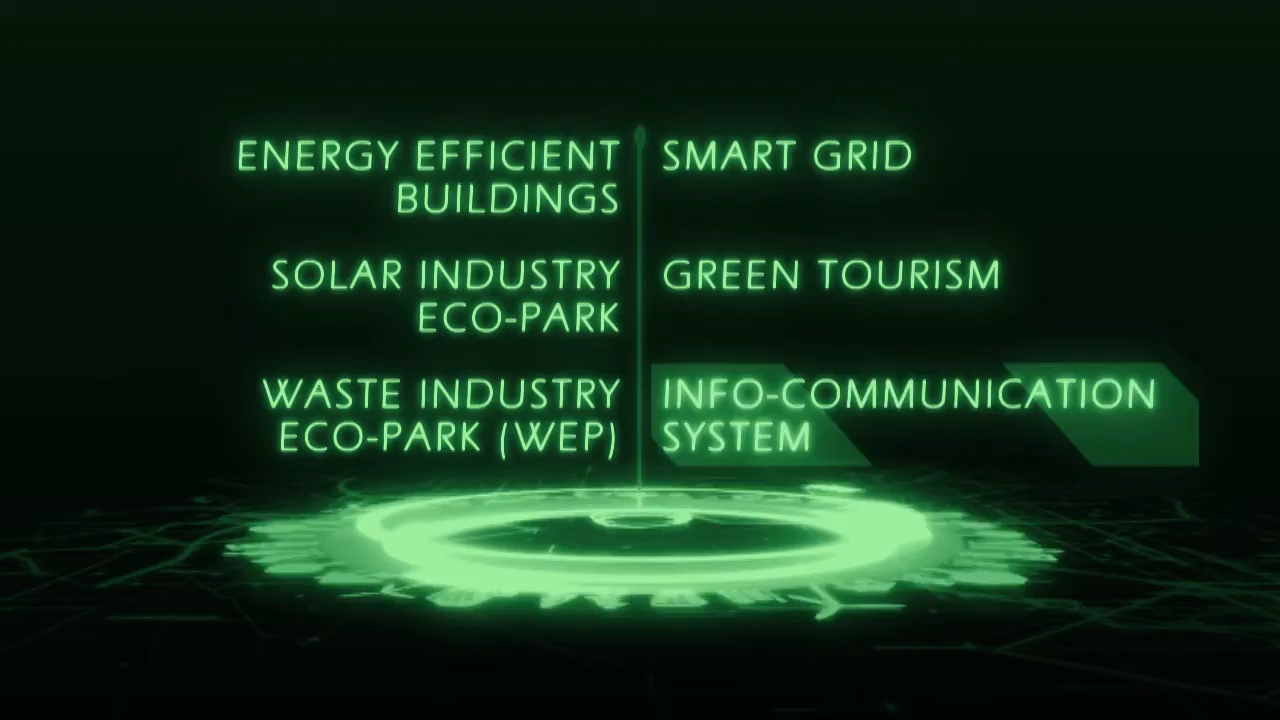 ENERGY EFFICIENT
BUILDINGS
SOLAR INDUSTRY
ECO-PARK
WASTE INDUSTRY
ECO-PARK (WEP)
SMART GRID
GREEN TOURISM
INFO-COMMUNICATION
SYSTEM